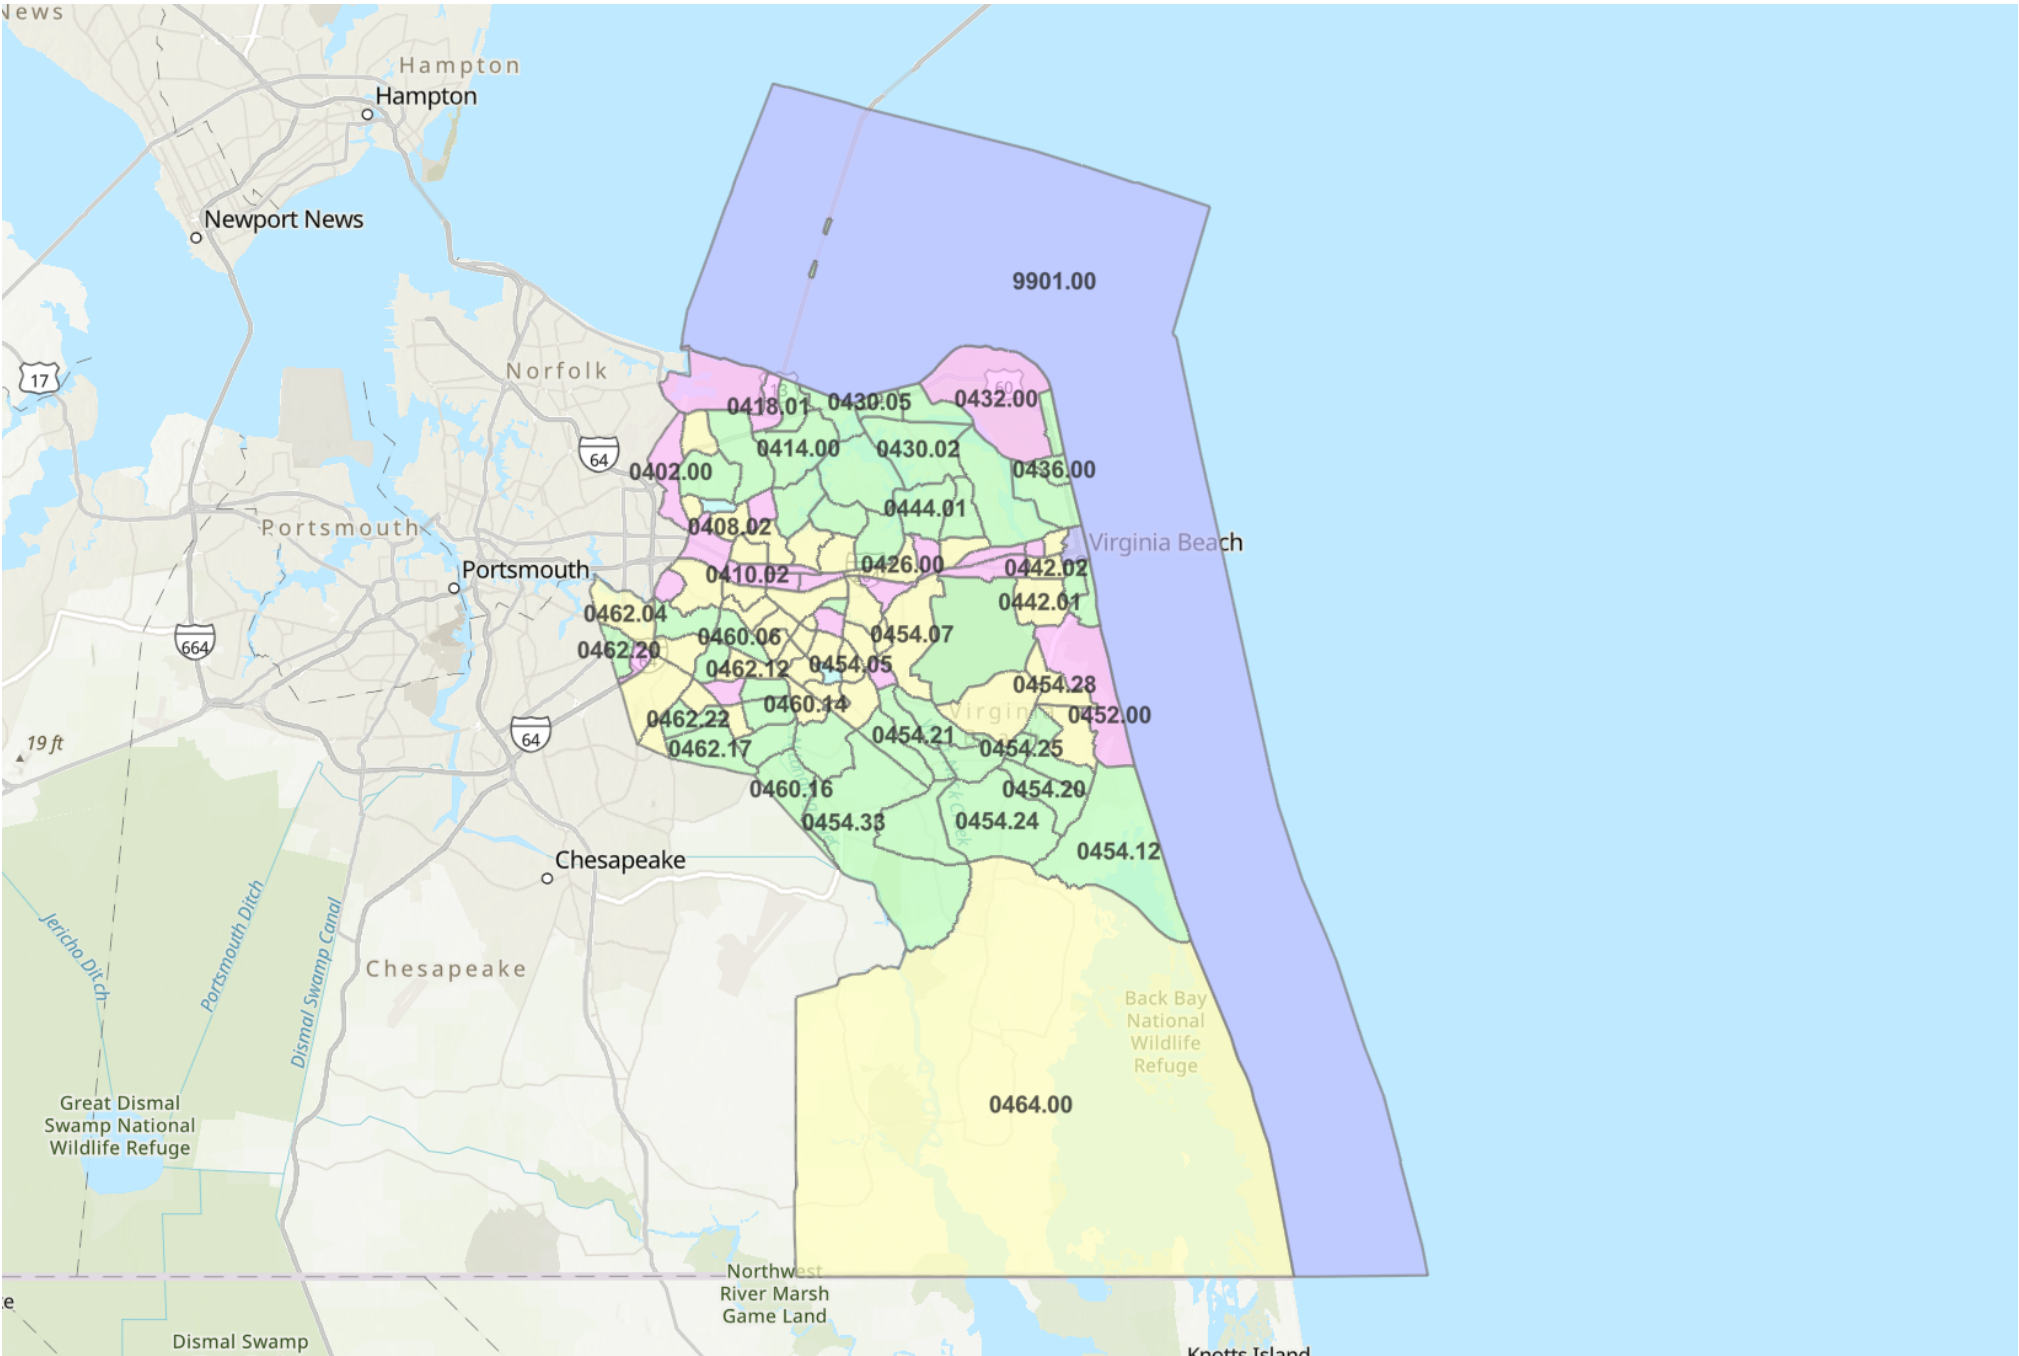 News
Hampton
Hampton
Newport News
9901.00
17
Norfolk
13
60
0418.01
0430.05
0432.00
64
0414.00
0430.02
0402.00
0436.00
0444.01
Portsmouth
0408.02
Virginia Beach
Portsmouth
0426.00
0410.02
0442.02
0442.01
0462.04
664
0460.06
0454.07
0462.20
64
0462.12
0454.05
0454.28
0460.14
Virginia
0452.00
0462.22
64
0454.21
19 ft
0462.17
0454.25
0460.16
0454.20
0454.33
0454.24
0454.12
Chesapeake
Jericho Ditch
Portsmouth Ditch
Dismal Swamp Canal
Chesapeake
Back Bay
National
Wildlife
Refuge
0464.00
Great Dismal
Swamp National
Wildlife Refuge
Northwest
River Marsh
Game Land
Dismal Swamp
Knotts Island